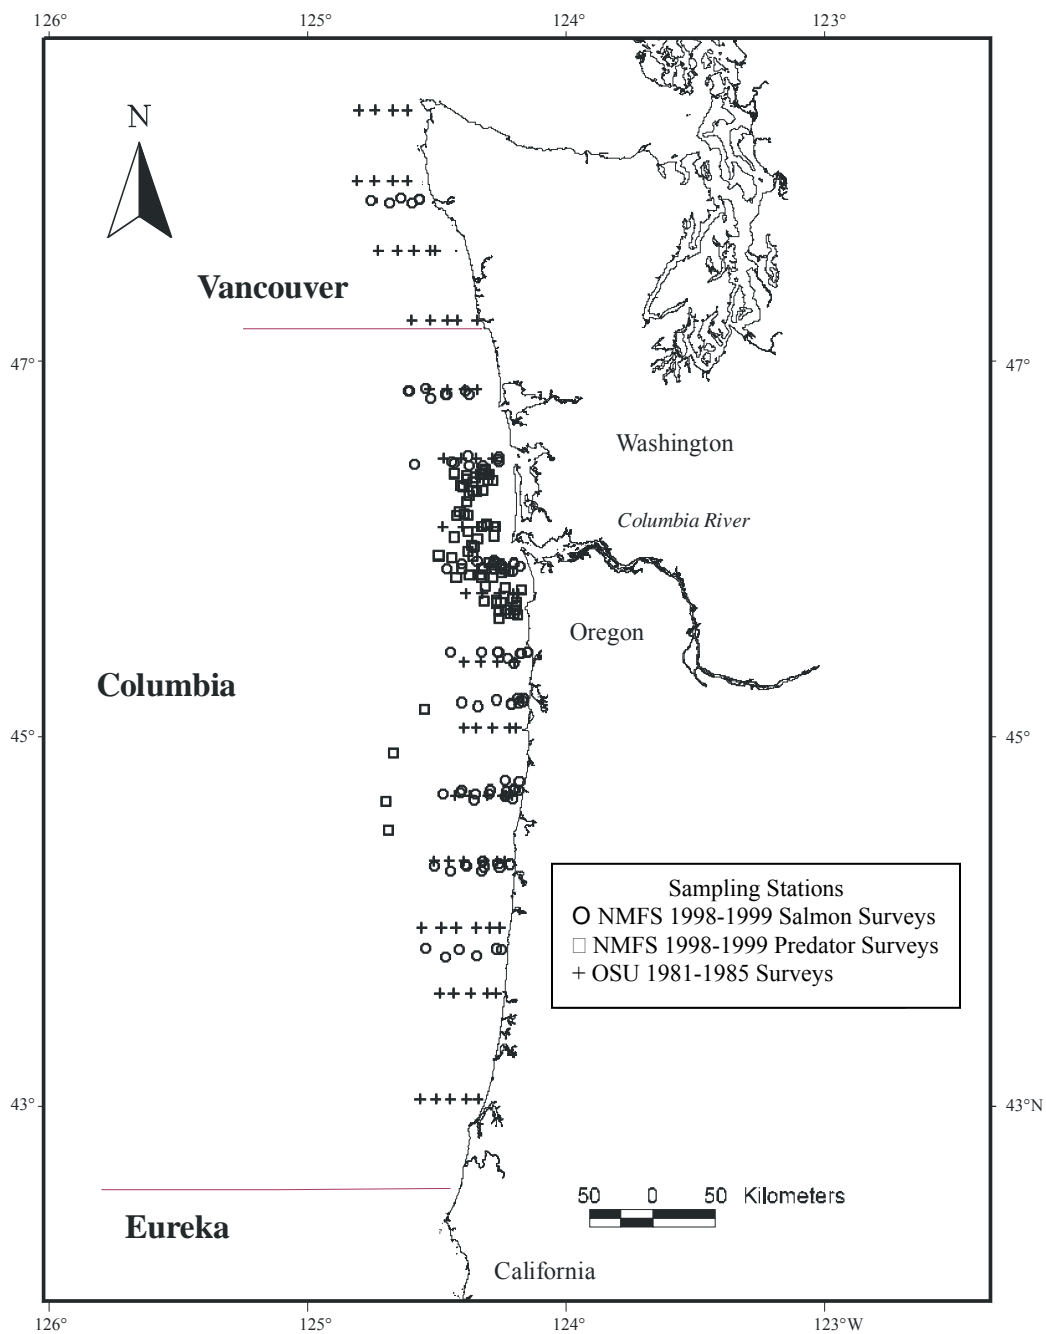 126° 125° 124° 123°
N
Vancouver
47° 47°
Washington
Columbia River
Oregon
Columbia
45° 45°
Sampling Stations
O NMFS 1998-1999 Salmon Surveys
□ NMFS 1998-1999 Predator Surveys
+ OSU 1981-1985 Surveys
43° 43°N
50 0 50 Kilometers
Eureka
California
126° 125° 124° 123°W